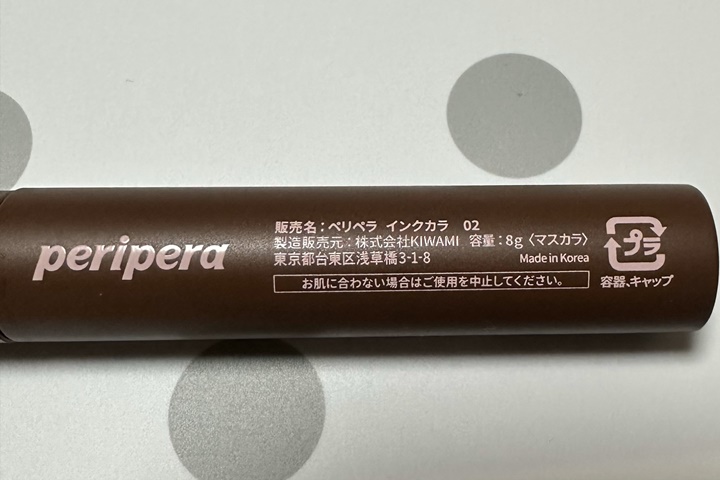 peripera
販売名：ペリペラ インクカラ 02
製造販売元：株式会社KIWAMI 容量：8g〈マスカラ〉
東京都台東区浅草橋3-1-8 Made in Korea
お肌に合わない場合はご使用を中止してください。
プラ
容器、キャップ